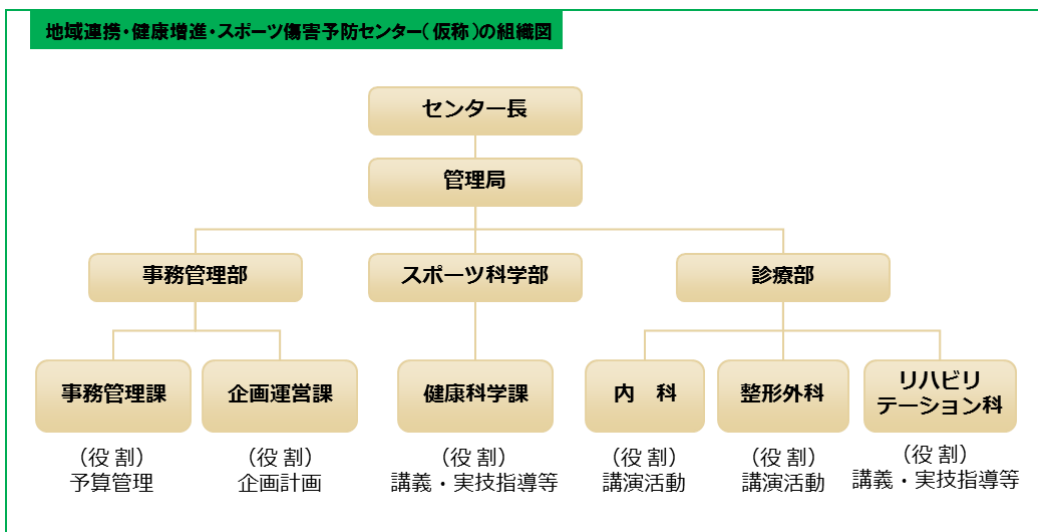 地域連携・健康増進・スポーツ傷害予防センター(仮称)の組織図
センター長
管理局
事務管理部
スポーツ科学部
診療部
事務管理課
企画運営課
健康科学課
内　科
整形外科
リハビリ
テーション科
（役 割）
予算管理
（役 割）
企画計画
（役 割）
講義・実技指導等
（役 割）
講演活動
（役 割）
講演活動
（役 割）
講義・実技指導等